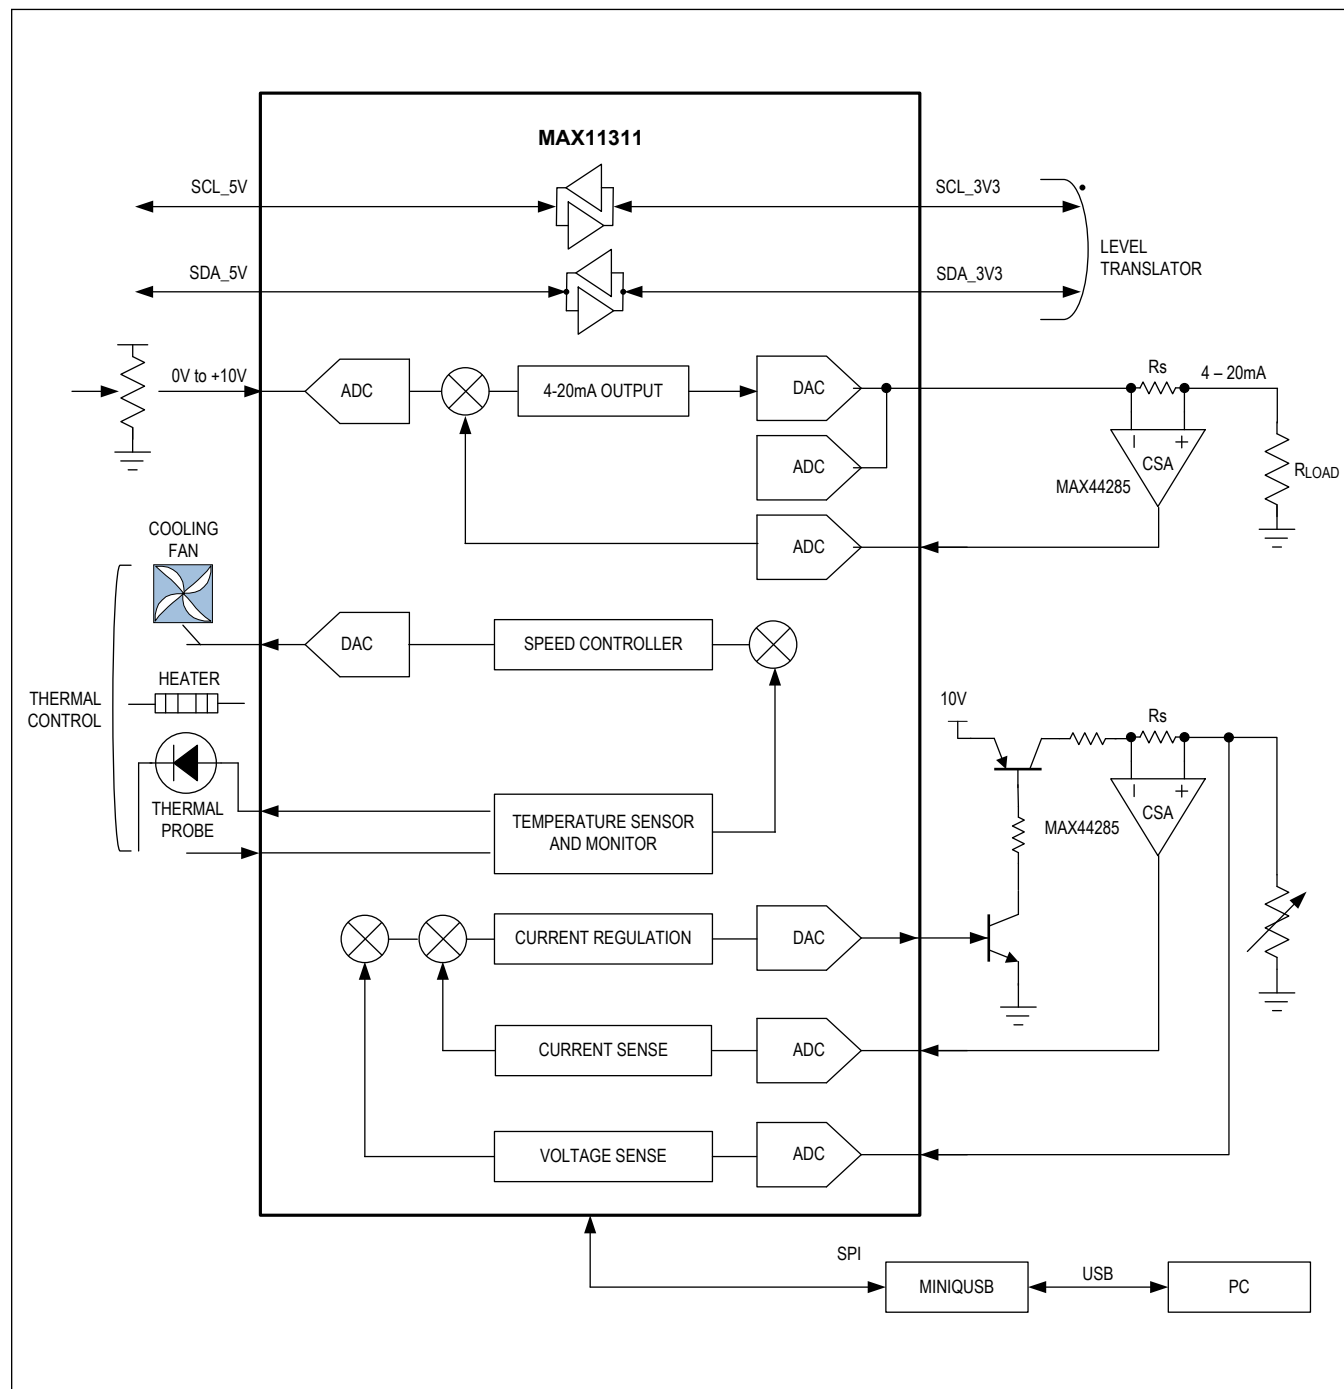 MAX11311
SCL_5V
SCL_3V3
SDA_5V
SDA_3V3
LEVEL
TRANSLATOR
0V to +10V
ADC
4-20mA OUTPUT
DAC
Rs
4 – 20mA
ADC
CSA
MAX44285
RLOAD
ADC
COOLING
FAN
DAC
SPEED CONTROLLER
THERMAL
CONTROL
HEATER
THERMAL
PROBE
TEMPERATURE SENSOR
AND MONITOR
10V
Rs
CSA
MAX44285
CURRENT REGULATION
DAC
CURRENT SENSE
ADC
VOLTAGE SENSE
ADC
SPI
MINIQUSB
USB
PC